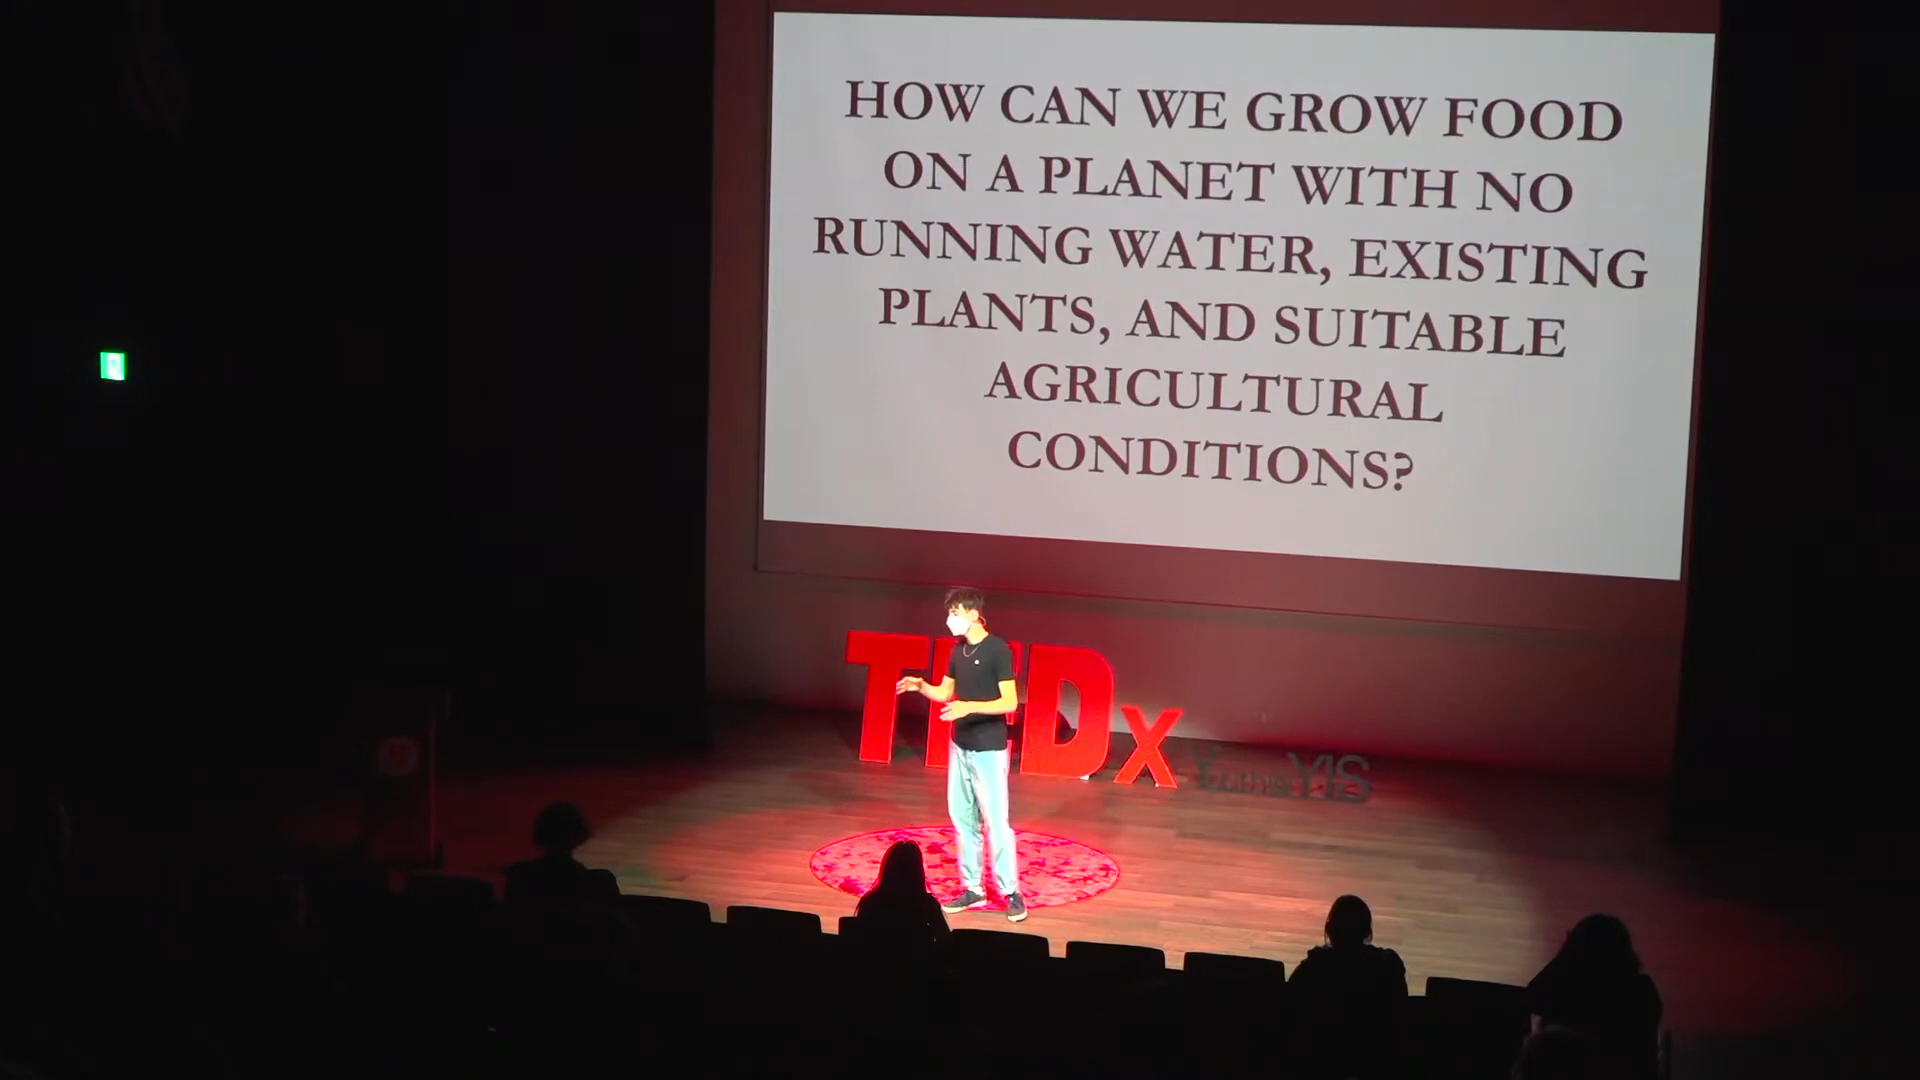 HOW CAN WE GROW FOOD
ON A PLANET WITH NO
RUNNING WATER, EXISTING
PLANTS, AND SUITABLE
AGRICULTURAL
CONDITIONS?
TEDx
Youth@YIS